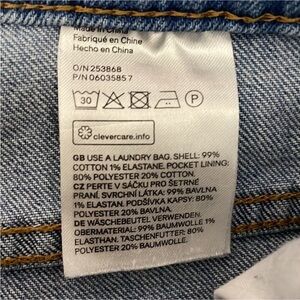 Made in China
Fabriqué en Chine
Hecho en China
O/N 253868
P/N 06035857
30
P
clevercare.info
GB USE A LAUNDRY BAG. SHELL: 99%
COTTON 1% ELASTANE. POCKET LINING:
80% POLYESTER 20% COTTON.
CZ PERTE V SÁČKU PRO ŠETRNÉ
PRANÍ. SVRCHNÍ LÁTKA: 99% BAVLNA
1% ELASTAN. PODŠÍVKA KAPSY: 80%
POLYESTER 20% BAVLNA.
DE WÄSCHEBEUTEL VERWENDEN.
OBERMATERIAL: 99% BAUMWOLLE 1%
ELASTHAN. TASCHENFUTTER: 80%
POLYESTER 20% BAUMWOLLE.